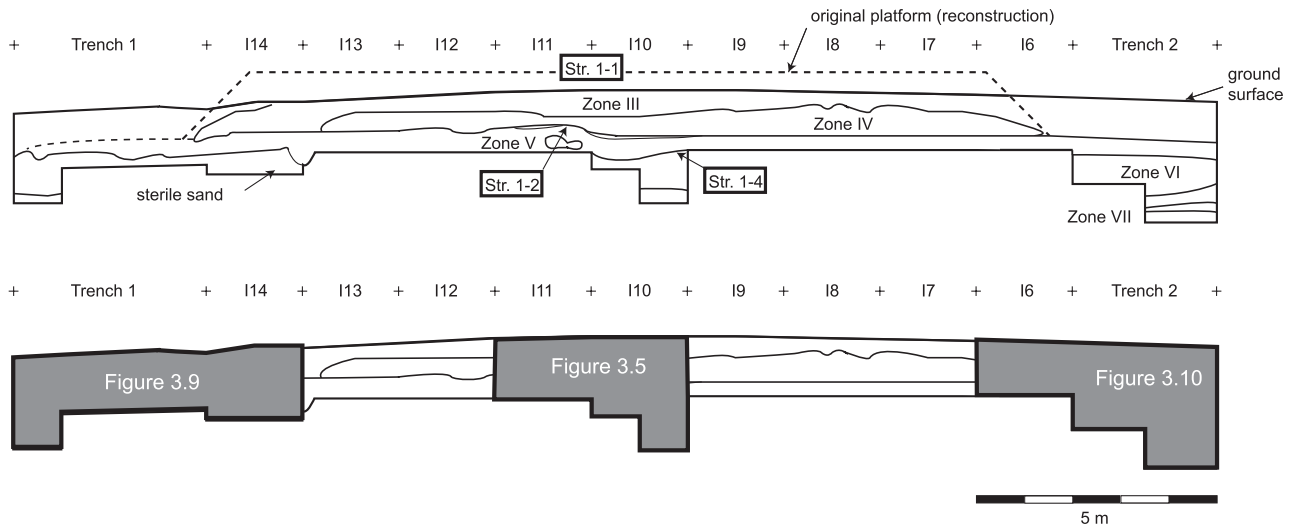 original platform (reconstruction)
+ Trench 1 + I14 + I13 + I12 + I11 + I10 + I9 + I8 + I7 + I6 + Trench 2 +
Str. 1-1
ground
surface
Zone III
Zone IV
Zone V
Str. 1-2
Str. 1-4
sterile sand
Zone VI
Zone VII
+ Trench 1 + I14 + I13 + I12 + I11 + I10 + I9 + I8 + I7 + I6 + Trench 2 +
Figure 3.9
Figure 3.5
Figure 3.10
5 m